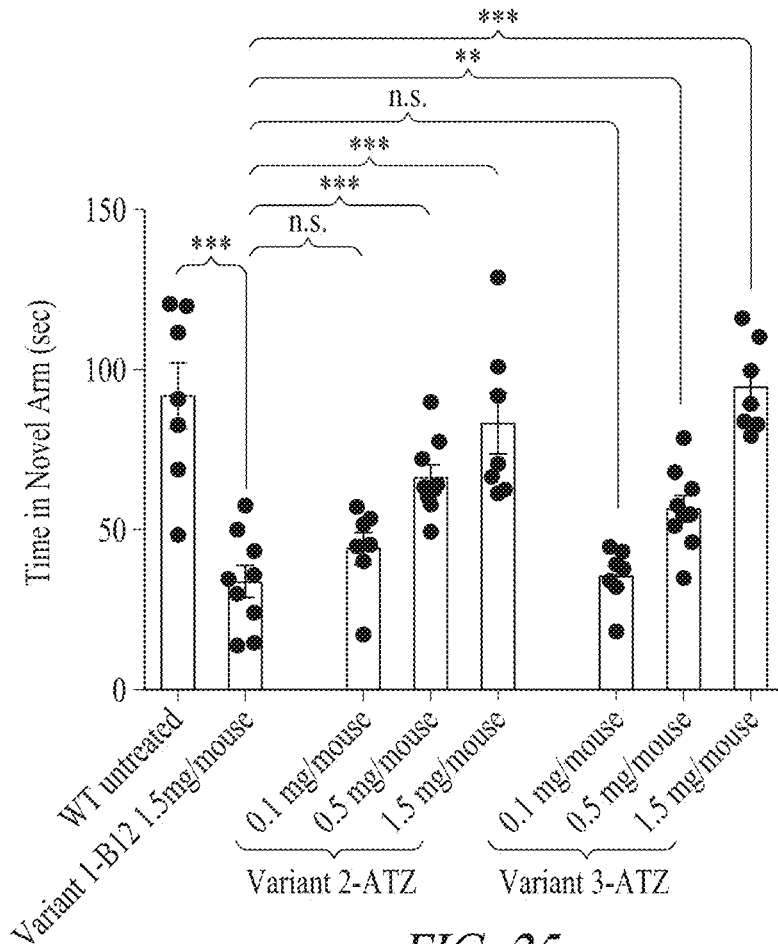 ***
**
n.s.
***
***
n.s.
***
150
100
50
0
Time in Novel Arm (sec)
WT untreated
Variant 1-B12 1.5mg/mouse
0.1 mg/mouse
0.5 mg/mouse
1.5 mg/mouse
0.1 mg/mouse
0.5 mg/mouse
1.5 mg/mouse
Variant 2-ATZ
Variant 3-ATZ